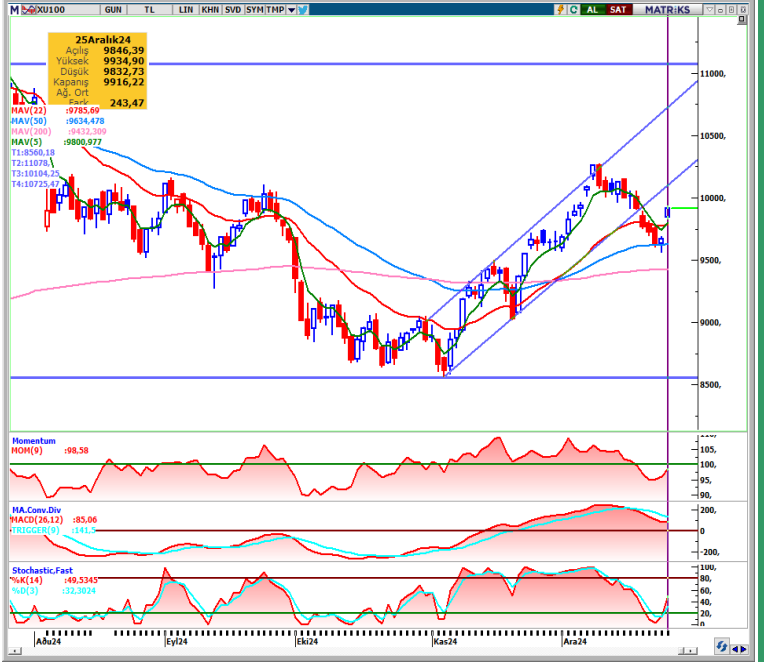 M XU100 GUN TL LIN KHN SVD SYM TMP C AL SAT MATRiKS
25Aralık24
Açılış 9846,39
Yüksek 9934,90
Düşük 9832,73
Kapanış 9916,22
Ağ. Ort
Fark 243,47
MAV(22) :9785,69
MAV(50) :9634,478
MAV(200) :9432,309
MAV(5) :9800,977
T1:8560,18
T2:11078,
T3:10104,25
T4:10725,47
11000,
10500,
10000,
9500,
9000,
8500,
Momentum
MOM(9) :98,58
110,
105,
100,
95,
90,
MA.Conv.Div
MACD(26,12) :85,06
TRIGGER(9) :141,5
200,
0
-200,
Stochastic,Fast
%K(14) :49,5345
%D(3) :32,3024
100,
80,
60,
40,
20,
0
Ağu24 Eyl24 Eki24 Kas24 Ara24